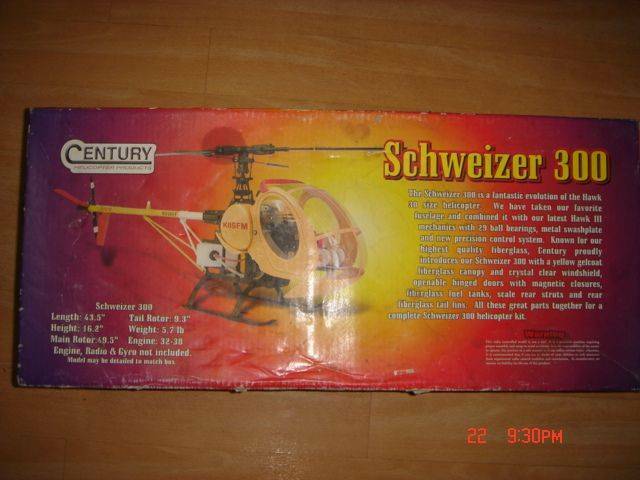 CENTURY
HELICOPTER PRODUCTS
Schweizer 300
The Schweizer 300 is a fantastic evolution of the Hawk
30 size helicopter. We have taken our favorite
fuselage and combined it with our latest Hawk III
mechanics with 29 ball bearings, metal swashplate
and new precision control system. Known for our
highest quality fiberglass, Century proudly
introduces our Schweizer 300 with a yellow gelcoat
fiberglass canopy and crystal clear windshield,
openable hinged doors with magnetic closures,
fiberglass fuel tanks, scale rear struts and rear
fiberglass tail fins. All these great parts together for a
complete Schweizer 300 helicopter kit.
K85FM
Schweizer 300
Length: 43.5" Tail Rotor: 9.3"
Height: 16.2" Weight: 5.7 lb
Main Rotor:49.5" Engine: 32-38
Engine, Radio & Gyro not included.
Model may be detailed to match box.
Warning
22 9:30PM